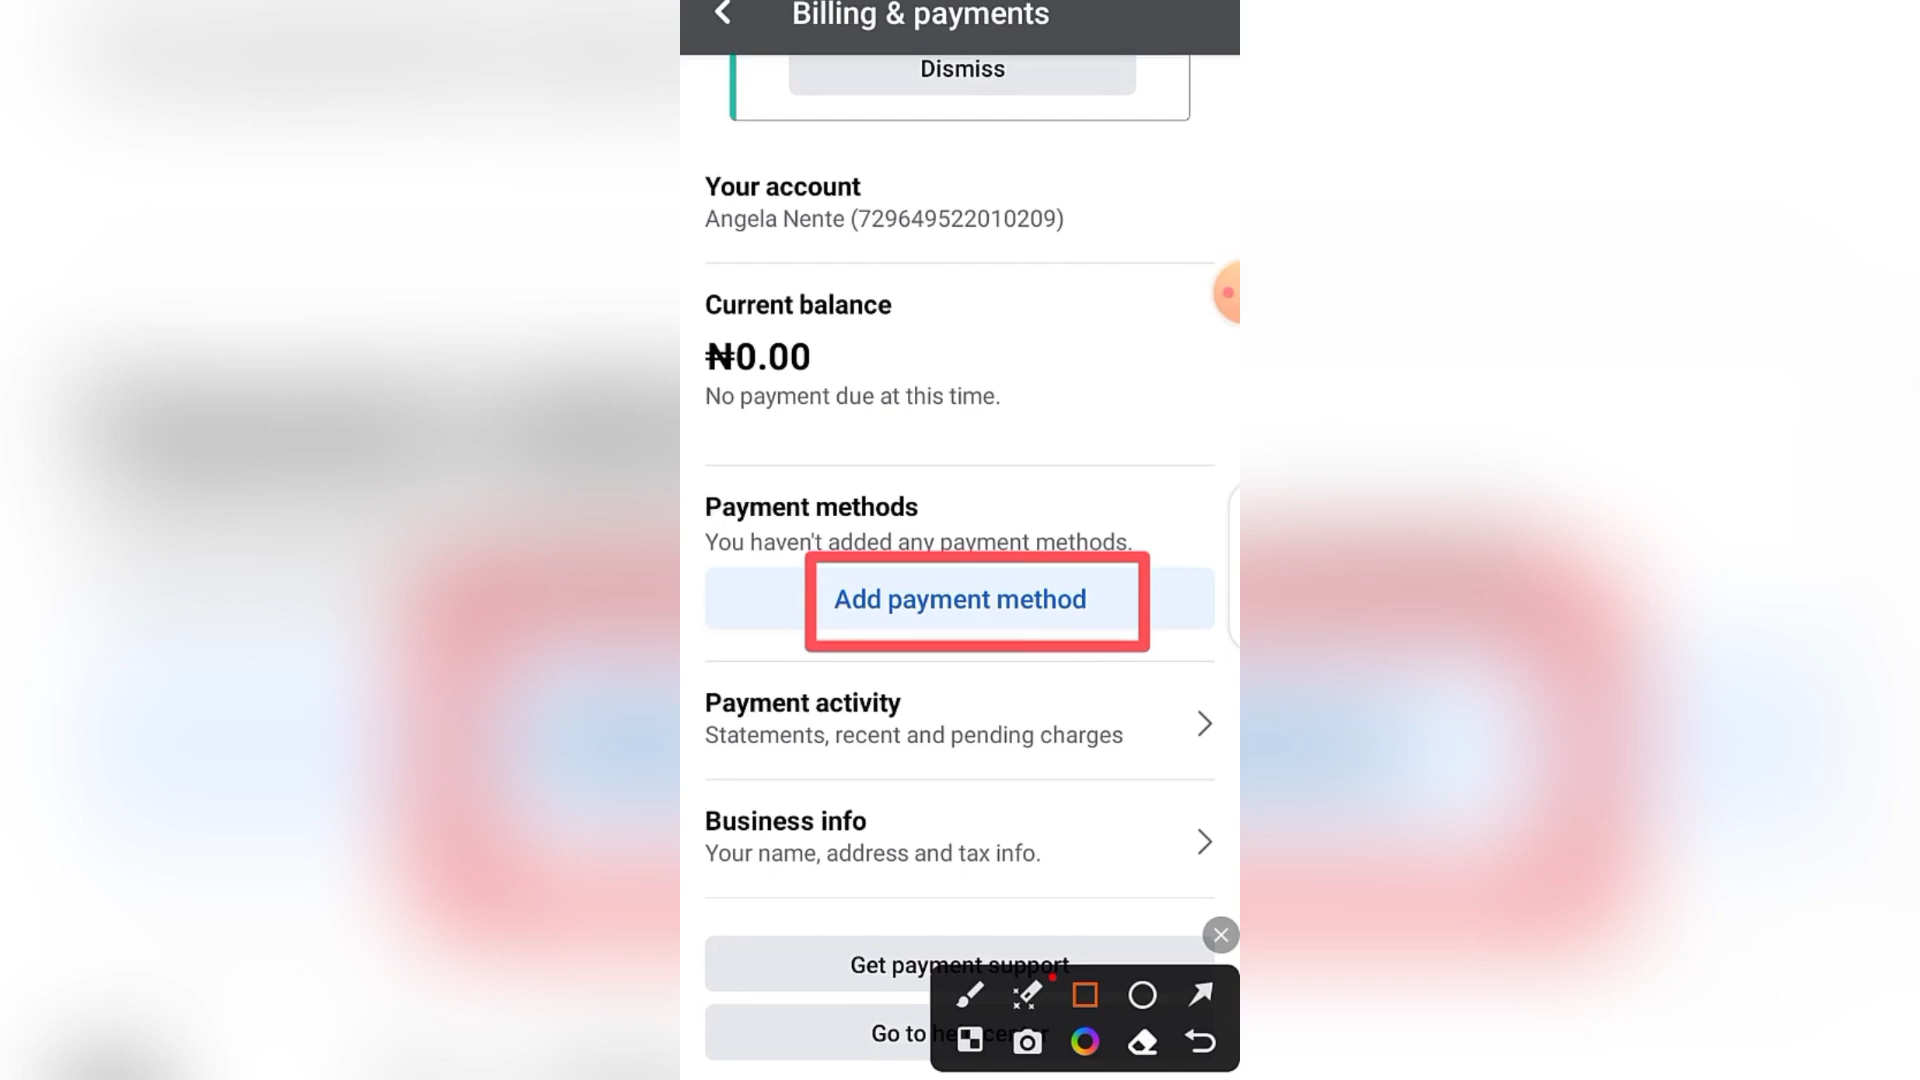 Billing & payments
Dismiss
Your account
Angela Nente (729649522010209)
Current balance
₦0.00
No payment due at this time.
Payment methods
You haven't added any payment methods.
Add payment method
Payment activity
Statements, recent and pending charges
Business info
Your name, address and tax info.
Get payment support
Go to help center